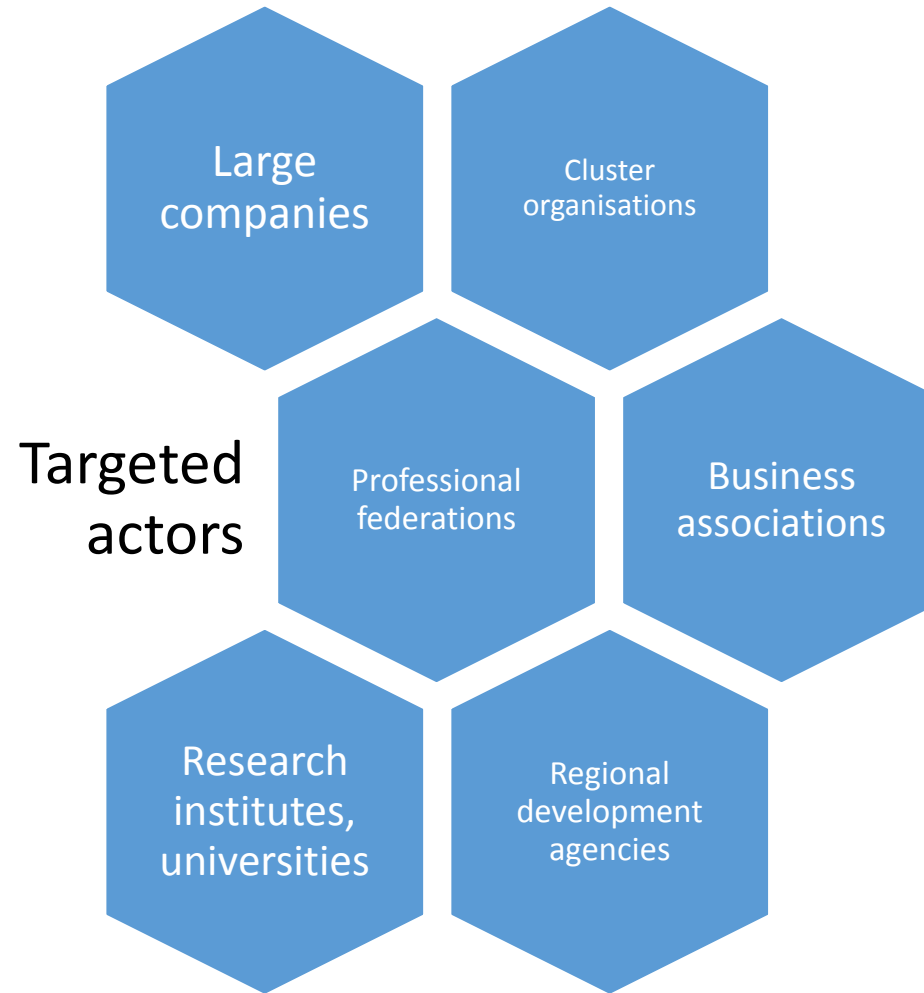 Large
companies
Cluster
organisations
Targeted
actors
Professional
federations
Business
associations
Research
institutes,
universities
Regional
development
agencies